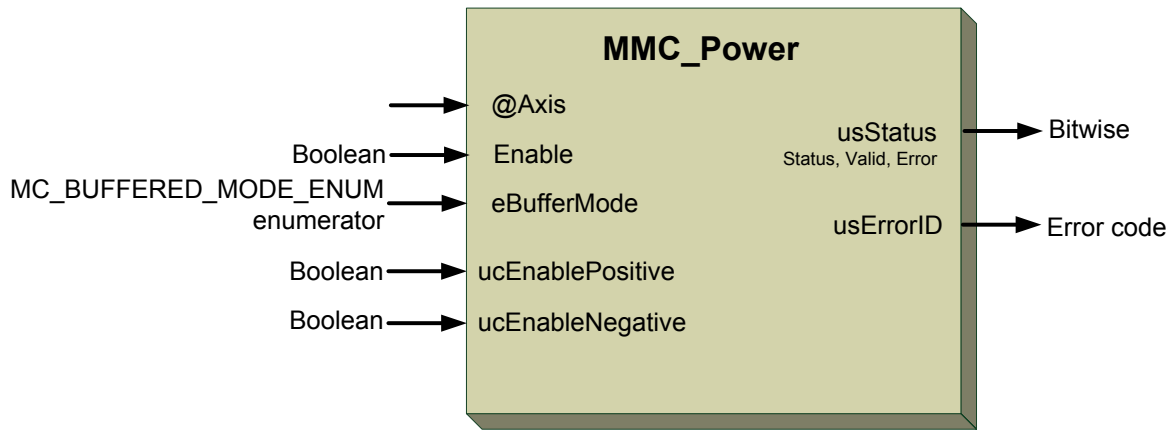 MMC_Power
@Axis
Boolean
Enable
MC_BUFFERED_MODE_ENUM
enumerator
eBufferMode
Boolean
ucEnablePositive
Boolean
ucEnableNegative
usStatus
Status, Valid, Error
Bitwise
usErrorID
Error code